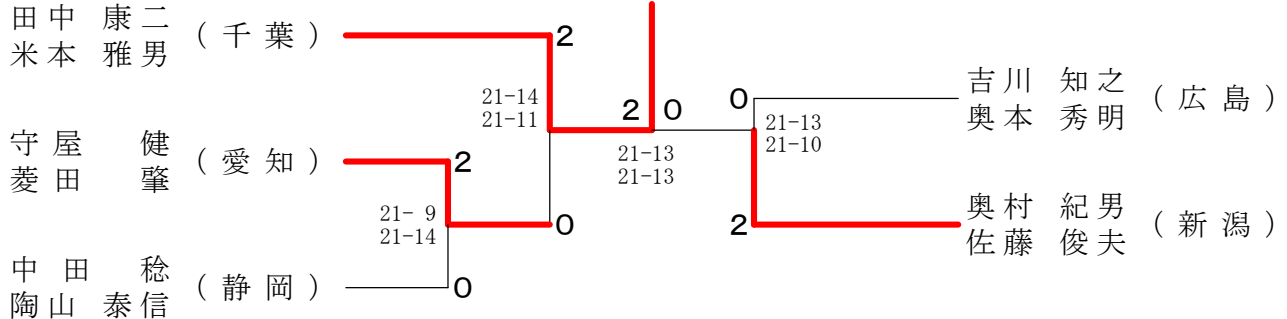 田中 康二
米本 雅男
(千葉)
2
21-14
21-11
守屋 健
菱田 肇
(愛知)
2
21- 9
21-14
0
中田 稔
陶山 泰信
(静岡)
0
2 0
21-13
21-13
0
21-13
21-10
吉川 知之
奥本 秀明
(広島)
2
奥村 紀男
佐藤 俊夫
(新潟)